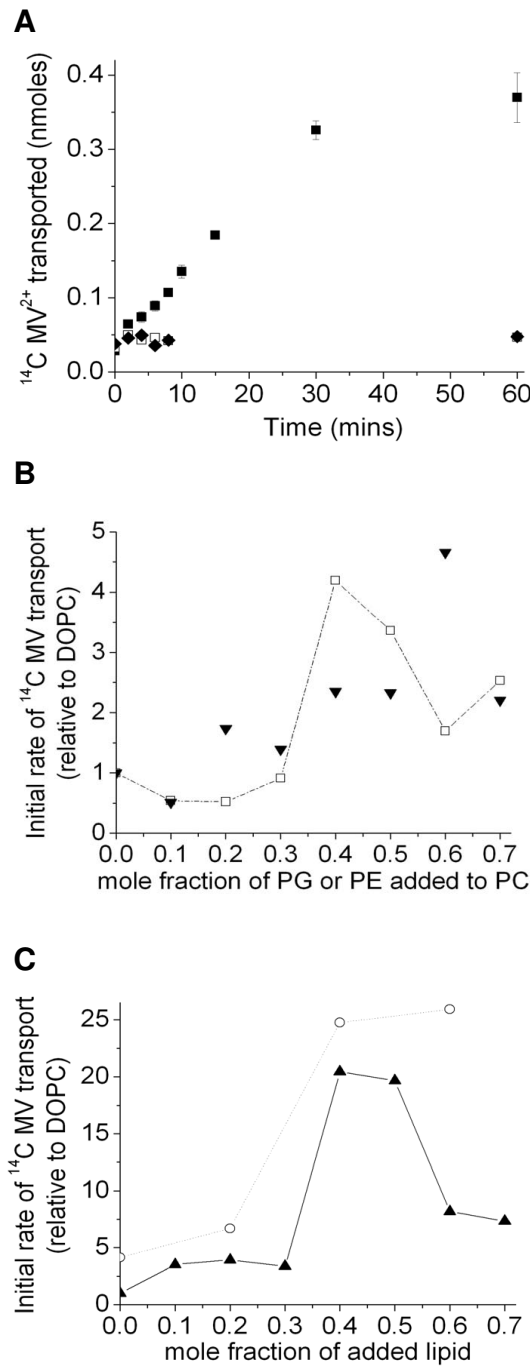 A
¹⁴C MV²⁺ transported (nmoles)
0.4
0.3
0.2
0.1
0.0
0 10 20 30 40 50 60
Time (mins)
B
Initial rate of ¹⁴C MV transport
(relative to DOPC)
5
4
3
2
1
0
0.0 0.1 0.2 0.3 0.4 0.5 0.6 0.7
mole fraction of PG or PE added to PC
C
Initial rate of ¹⁴C MV transport
(relative to DOPC)
25
20
15
10
5
0
0.0 0.1 0.2 0.3 0.4 0.5 0.6 0.7
mole fraction of added lipid